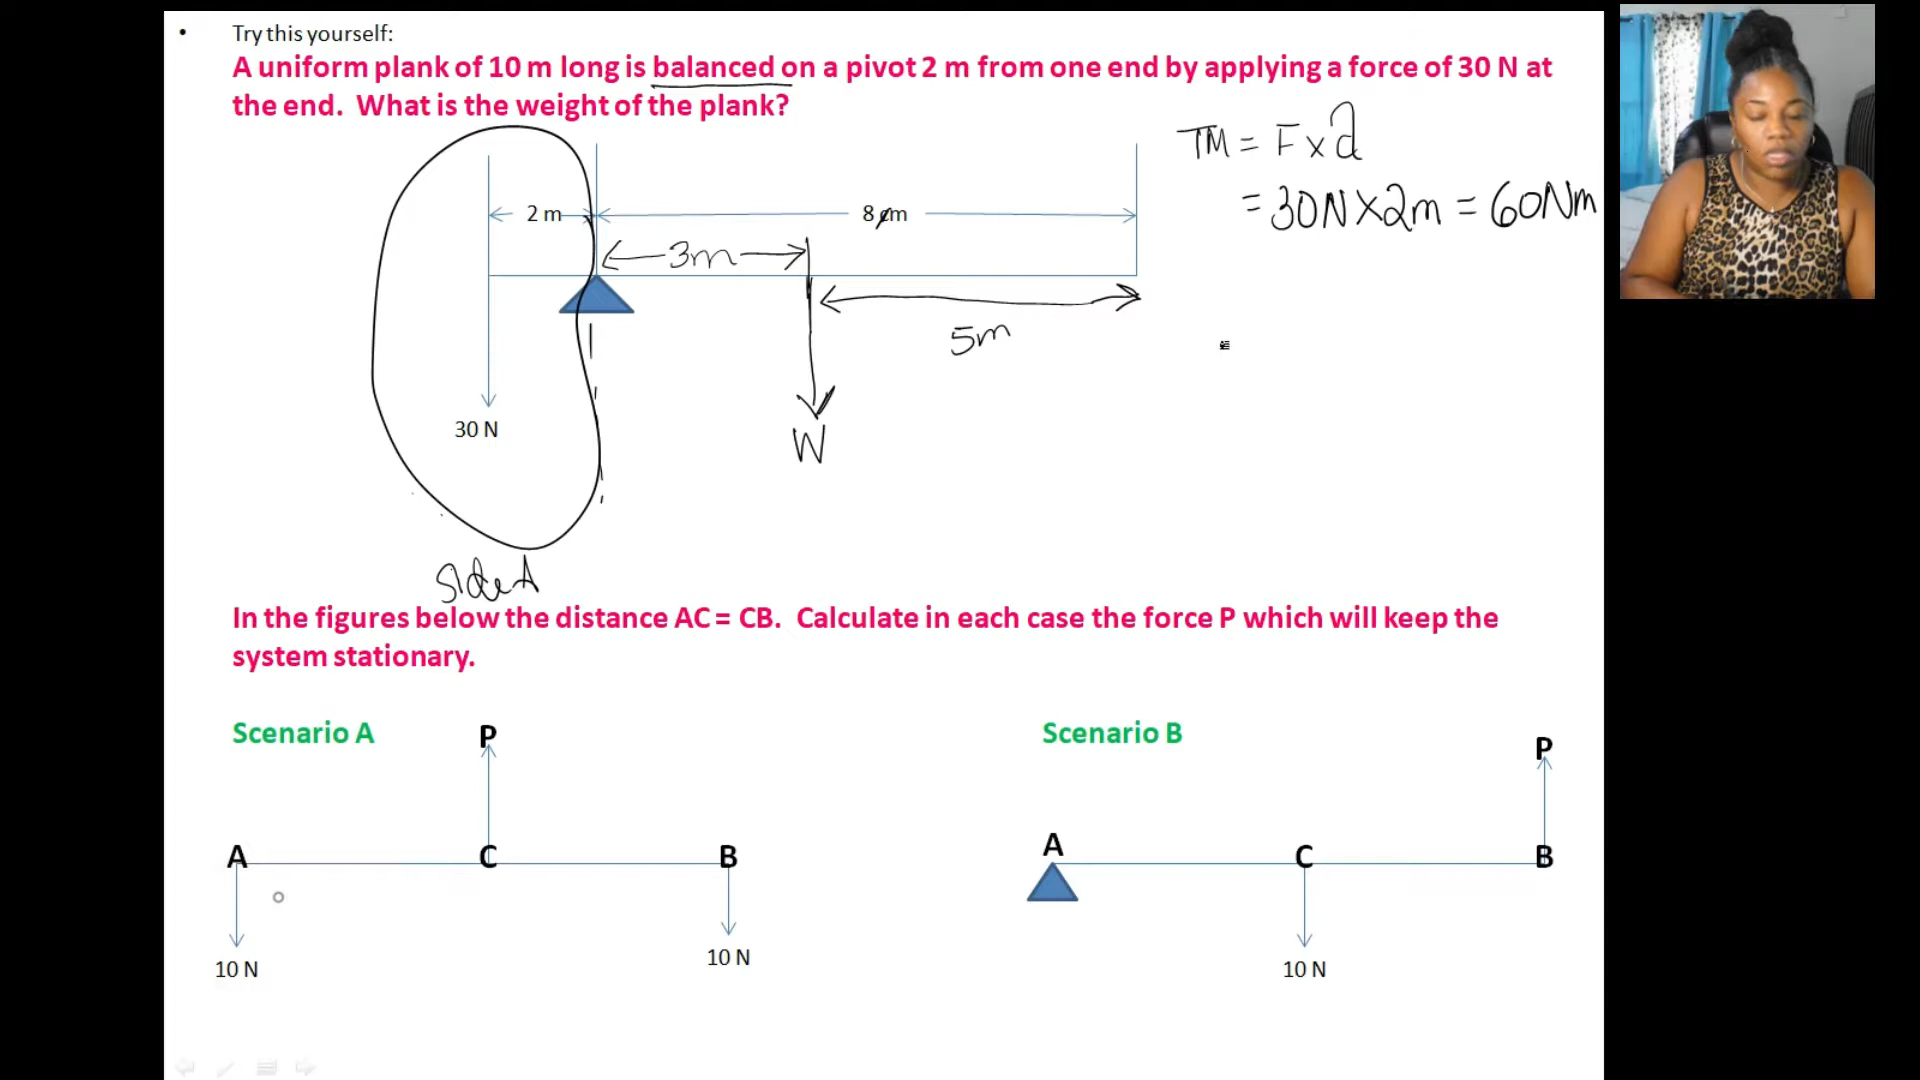 Try this yourself:
A uniform plank of 10 m long is balanced on a pivot 2 m from one end by applying a force of 30 N at
the end. What is the weight of the plank?
TM = F x d
= 30N x 2m = 60Nm
2 m
8 cm
3m
5m
30 N
W
Side A
In the figures below the distance AC = CB. Calculate in each case the force P which will keep the
system stationary.
Scenario A
P
A
C
B
10 N
10 N
Scenario B
P
A
C
B
10 N